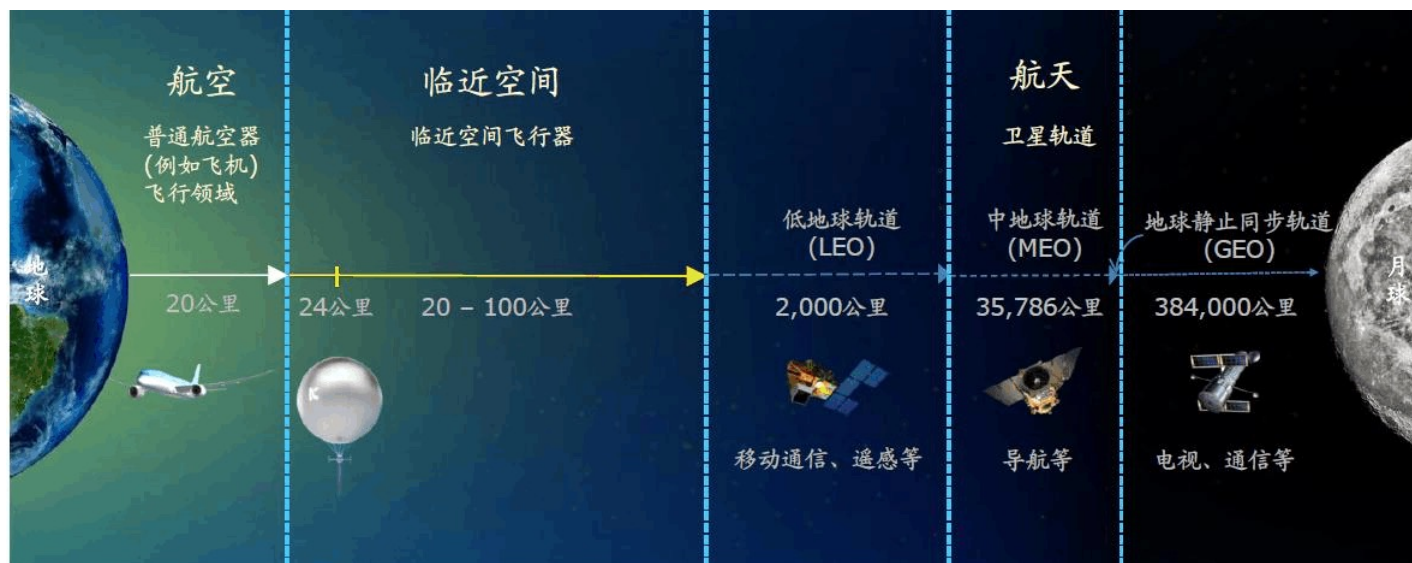 航空
临近空间
航天
普通航空器
(例如飞机)
飞行领域
临近空间飞行器
卫星轨道
低地球轨道
(LEO)
中地球轨道
(MEO)
地球静止同步轨道
(GEO)
地
球
月
球
20公里
24公里
20 – 100公里
2,000公里
35,786公里
384,000公里
K
移动通信、遥感等
导航等
电视、通信等